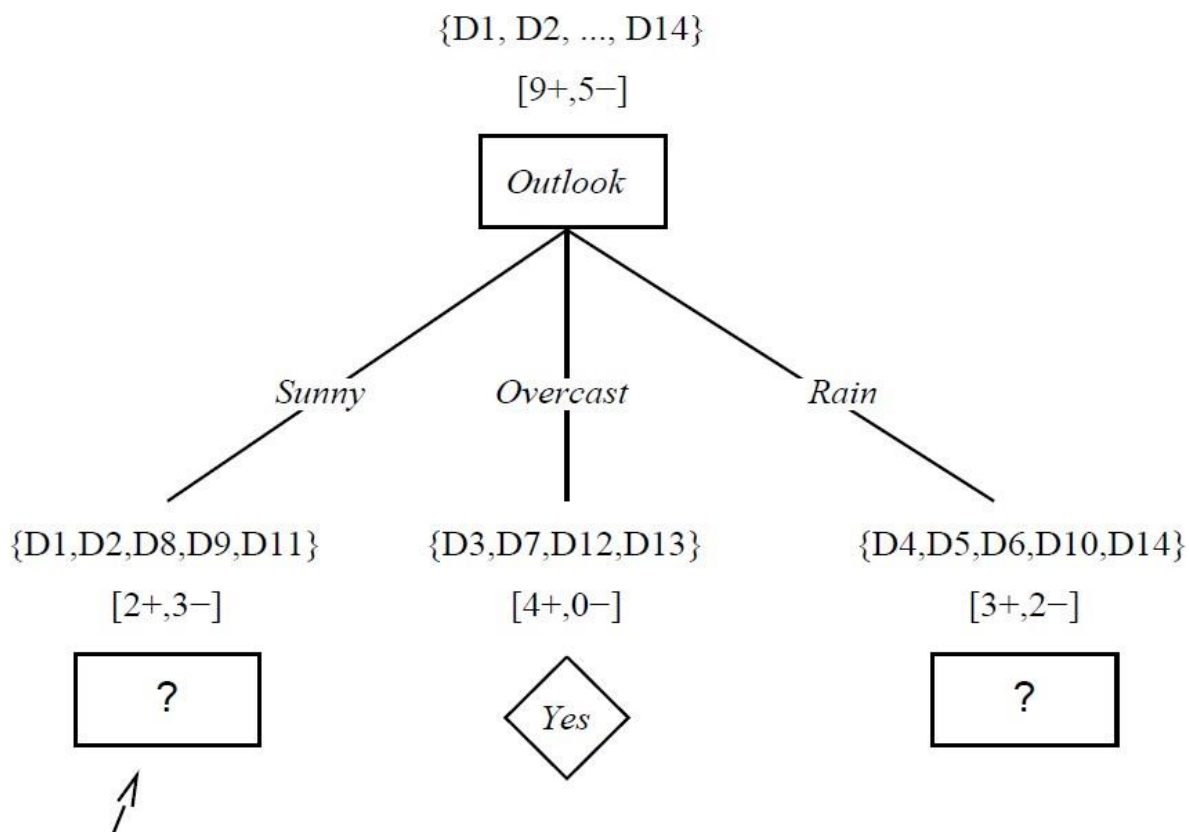 {D1, D2, ..., D14}
[9+,5−]
Outlook
Sunny Overcast Rain
{D1,D2,D8,D9,D11} {D3,D7,D12,D13} {D4,D5,D6,D10,D14}
[2+,3−] [4+,0−] [3+,2−]
? Yes ?